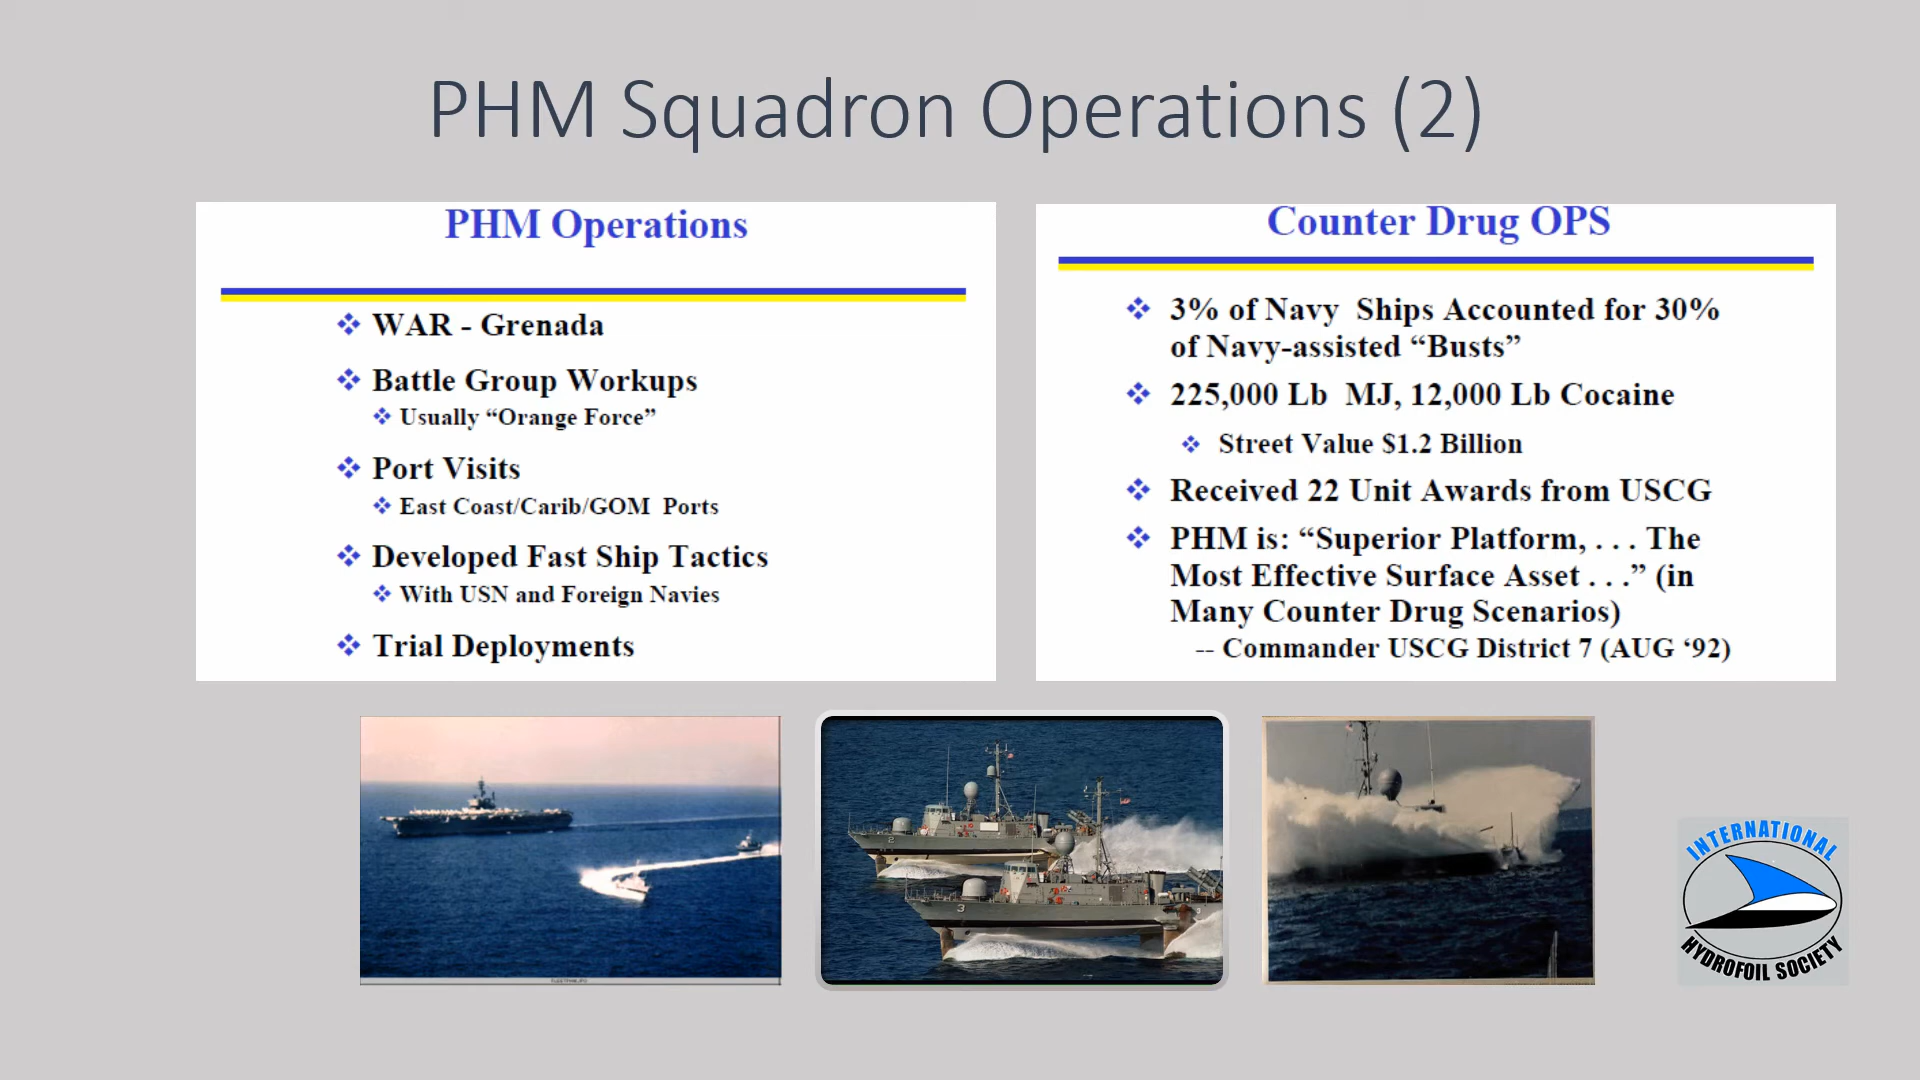 PHM Squadron Operations (2)
PHM Operations
WAR - Grenada
Battle Group Workups
Usually “Orange Force”
Port Visits
East Coast/Carib/GOM Ports
Developed Fast Ship Tactics
With USN and Foreign Navies
Trial Deployments
Counter Drug OPS
3% of Navy Ships Accounted for 30%
of Navy-assisted “Busts”
225,000 Lb MJ, 12,000 Lb Cocaine
Street Value $1.2 Billion
Received 22 Unit Awards from USCG
PHM is: “Superior Platform, . . . The
Most Effective Surface Asset . . .” (in
Many Counter Drug Scenarios)
-- Commander USCG District 7 (AUG ‘92)
2
3
INTERNATIONAL
HYDROFOIL SOCIETY